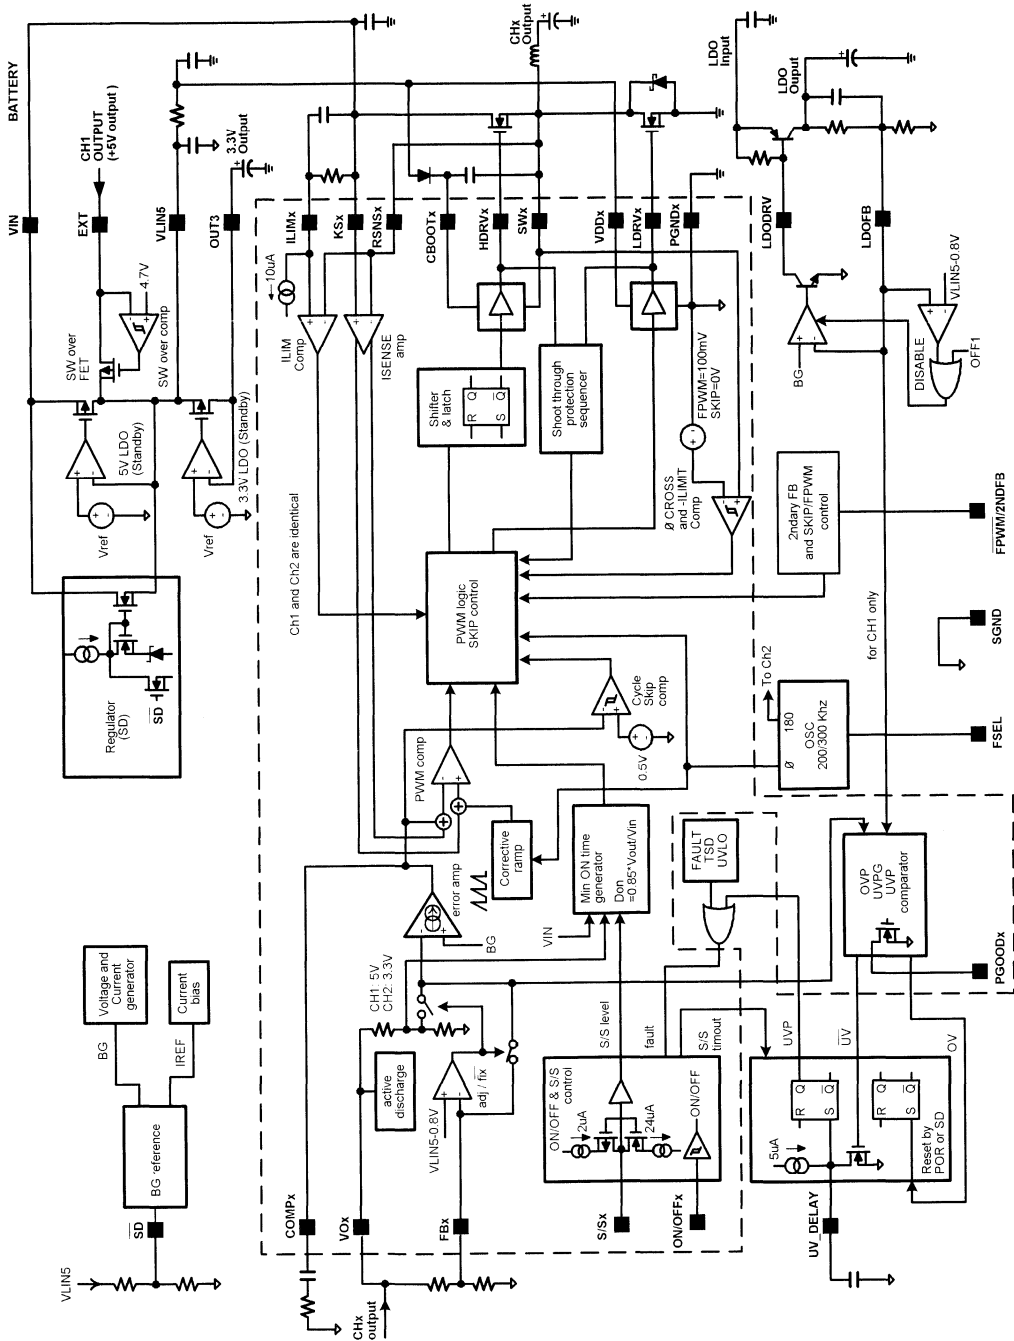 BATTERY
VIN
CH1
OUTPUT
(+5V output )
EXT
4.7V
SW over comp
SW over
FET
VLIN5
3.3V
Output
OUT3
5V LDO
(Standby)
3.3V LDO (Standby)
Vref
Vref
+
-
+
-
Regulator
(SD)
SD
Voltage and
Current
generator
Current
bias
BG
IREF
BG reference
SD
VLIN5
CHx
Output
ILIMx
KSx
RSNSx
CBOOTx
HDRVx
SWx
VDDx
LDRVx
PGNDx
10uA
ILIM
Comp
ISENSE
amp
Shifter
& latch
R Q
S Q
Shoot through
protection
sequencer
FPWM=100mV
SKIP=0V
Ø CROSS
and -ILIMIT
Comp
Ch1 and Ch2 are identical
PWM logic
SKIP control
PWM comp
Cycle
Skip
comp
0.5V
Corrective
ramp
error amp
BG
VIN
Min ON time
generator
Don
=0.85*Vout/Vin
CH1: 5V
CH2: 3.3V
active
discharge
VLIN5-0.8V
adj / fix
COMPx
VOx
FBx
CHx
output
S/S level
fault
S/S
timout
ON/OFF & S/S
control
2uA
24uA
ON/OFF
S/Sx
ON/OFFx
LDO
Input
LDO
Ouput
LDODRV
LDOFB
VLIN5-0.8V
BG
DISABLE
OFF1
2ndary FB
and SKIP/FPWM
control
FPWM/2NDFB
for CH1 only
SGND
To Ch2
Ø 180
OSC
200/300 Khz
FSEL
FAULT
TSD
UVLO
OVP
UVPG
UVP
comparator
PGOODx
UVP
UV
OV
5uA
R Q
S Q
R Q
S Q
Reset by
POR or SD
UV_DELAY